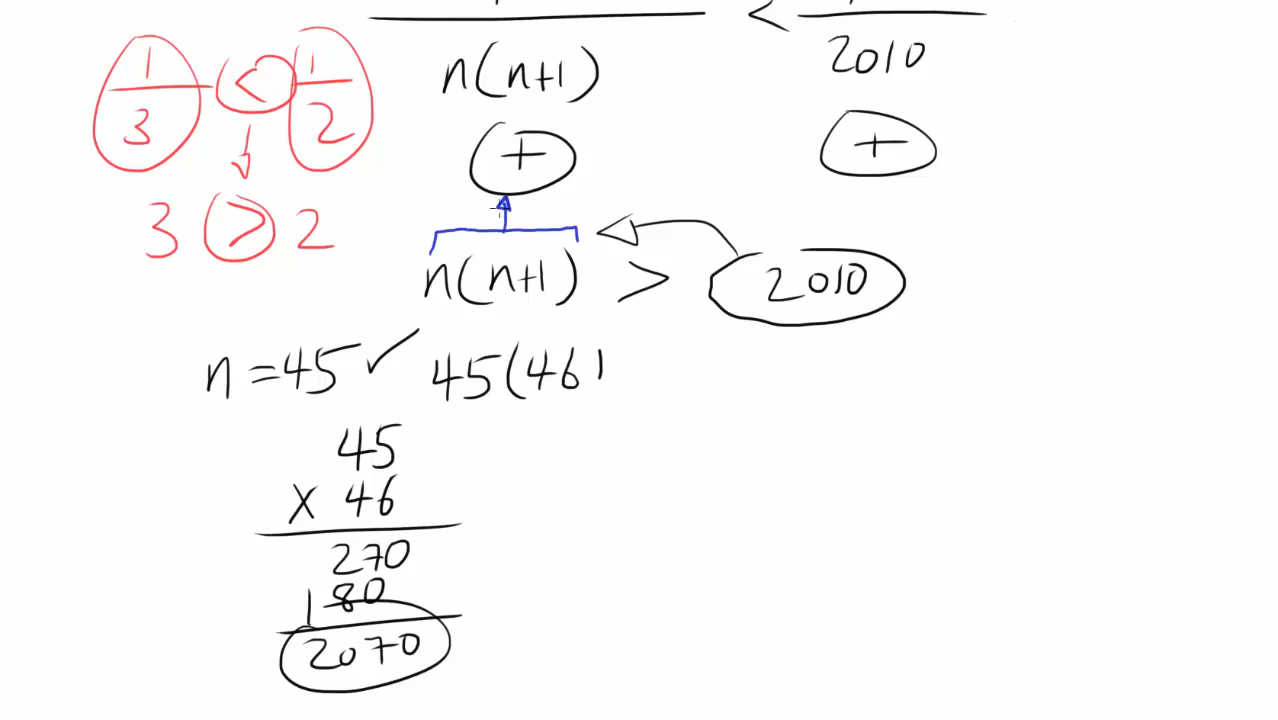 < 
n(n+1) 2010
1/3 < 1/2
+ +
3 > 2
n(n+1) > 2010
n = 45 ✓ 45(46)
45
x 46
270
180
2070